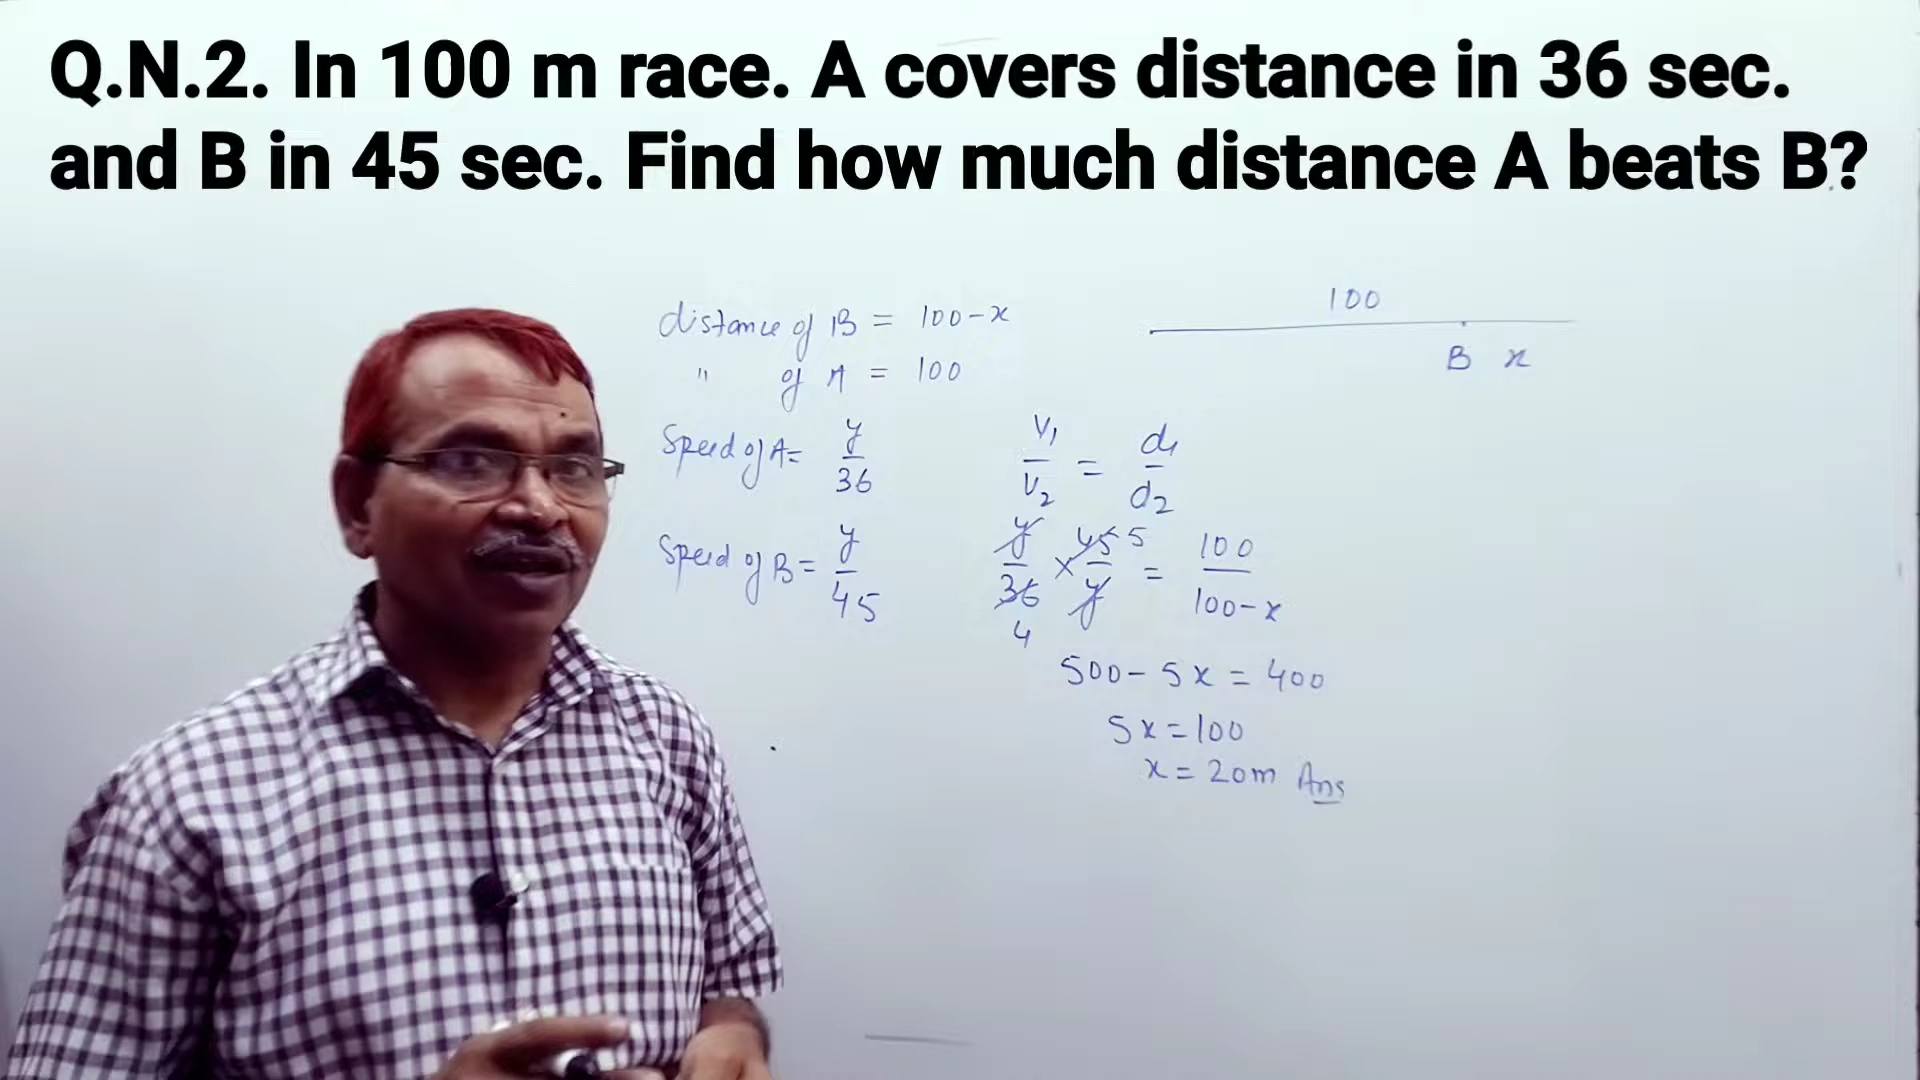 Q.N.2. In 100 m race. A covers distance in 36 sec.
and B in 45 sec. Find how much distance A beats B?
distance of B = 100-x
" of A = 100
100
B x
Speed of A = y/36
Speed of B = y/45
V₁/V₂ = d₁/d₂
y/36 × 45/y = 100/100-x
5
4
500 - 5x = 400
5x = 100
x = 20m Ans